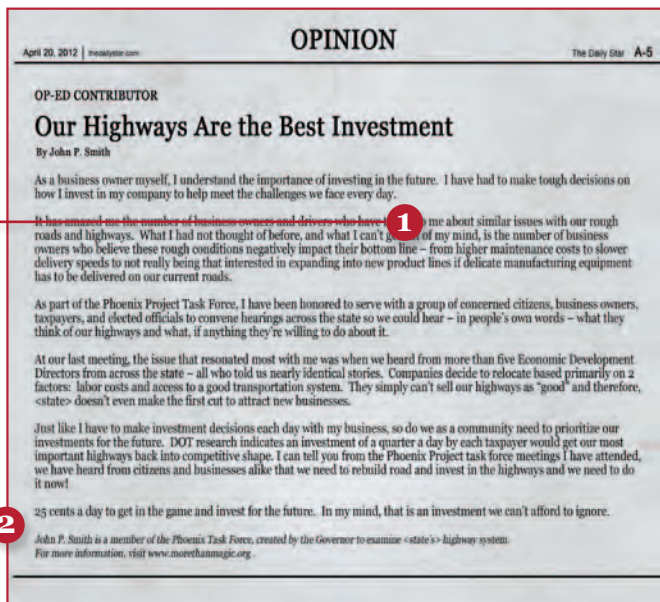 OPINION
April 20, 2012 | thedailystar.com
The Daily Star A-5
OP-ED CONTRIBUTOR
Our Highways Are the Best Investment
By John P. Smith
As a business owner myself, I understand the importance of investing in the future. I have had to make tough decisions on
how I invest in my company to help meet the challenges we face every day.
It has amazed me the number of business owners and drivers who have me about similar issues with our rough
1
roads and highways. What I had not thought of before, and what I can't of my mind, is the number of business
owners who believe these rough conditions negatively impact their bottom line – from higher maintenance costs to slower
delivery speeds to not really being that interested in expanding into new product lines if delicate manufacturing equipment
has to be delivered on our current roads.
As part of the Phoenix Project Task Force, I have been honored to serve with a group of concerned citizens, business owners,
taxpayers, and elected officials to convene hearings across the state so we could hear – in people's own words – what they
think of our highways and what, if anything they're willing to do about it.
At our last meeting, the issue that resonated most with me was when we heard from more than five Economic Development
Directors from across the state – all who told us nearly identical stories. Companies decide to relocate based primarily on 2
factors: labor costs and access to a good transportation system. They simply can't sell our highways as "good" and therefore,
<state> doesn't even make the first cut to attract new businesses.
Just like I have to make investment decisions each day with my business, so do we as a community need to prioritize our
investments for the future. DOT research indicates an investment of a quarter a day by each taxpayer would get our most
important highways back into competitive shape. I can tell you from the Phoenix Project task force meetings I have attended,
we have heard from citizens and businesses alike that we need to rebuild road and invest in the highways and we need to do
it now!
25 cents a day to get in the game and invest for the future. In my mind, that is an investment we can't afford to ignore.
2
John P. Smith is a member of the Phoenix Task Force, created by the Governor to examine <state's> highway system.
For more information, visit www.morethanmagic.org .